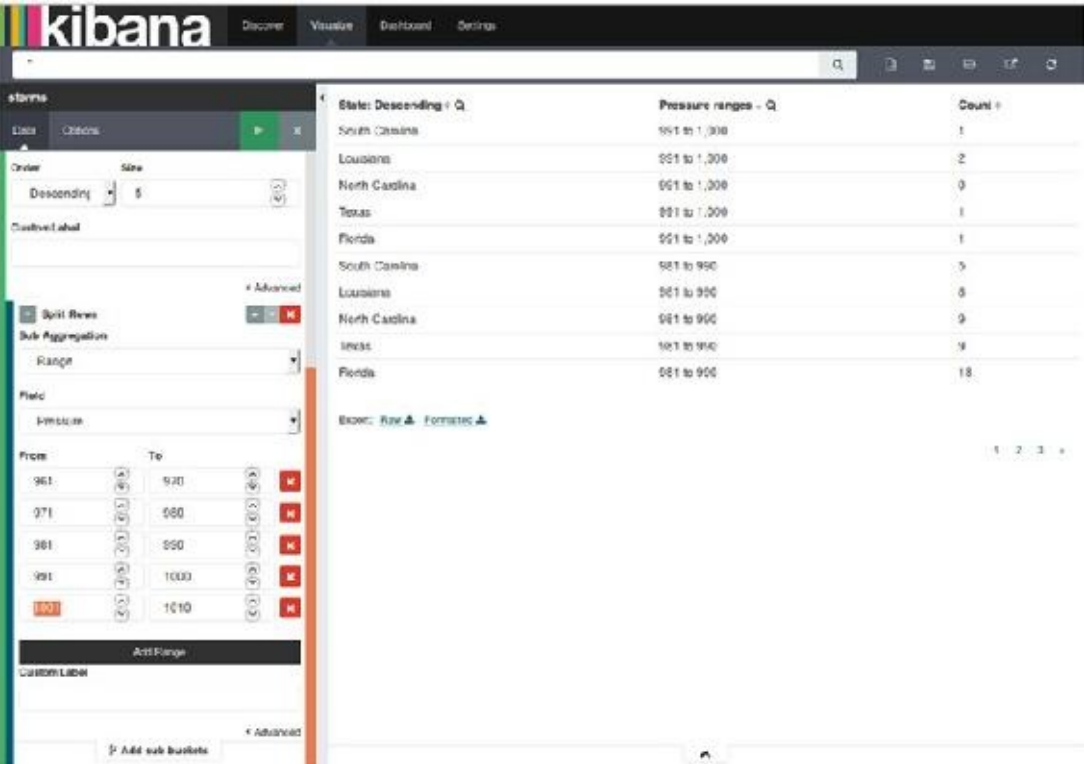 kibana
Discover Visualize Dashboard Settings
*
storms
Data Options
Order Size
Descending 5
Custom Label
Advanced
Split Rows
Sub Aggregation
Range
Field
Pressure
From To
961 970
971 980
981 990
991 1000
1001 1010
Add Range
Custom Label
Advanced
Add sub buckets
State: Descending Pressure ranges Count
South Carolina 991 to 1,000 1
Louisiana 991 to 1,000 2
North Carolina 991 to 1,000 0
Texas 991 to 1,000 1
Florida 991 to 1,000 1
South Carolina 981 to 990 5
Louisiana 981 to 990 8
North Carolina 981 to 990 9
Texas 981 to 990 9
Florida 981 to 990 18
Export: Raw Formatted
1 2 3 »